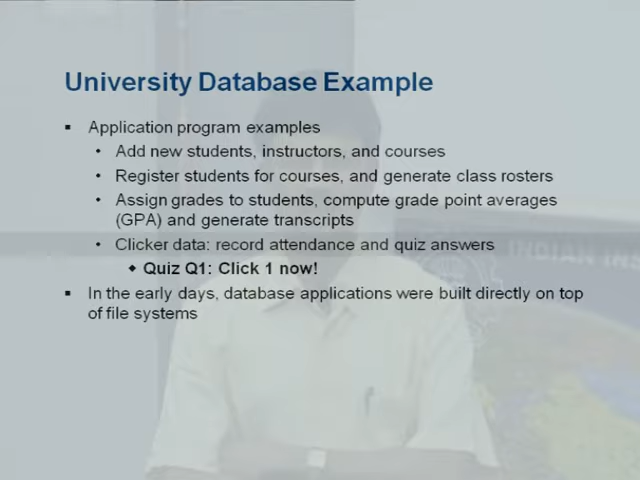 University Database Example
▪ Application program examples
• Add new students, instructors, and courses
• Register students for courses, and generate class rosters
• Assign grades to students, compute grade point averages
(GPA) and generate transcripts
• Clicker data: record attendance and quiz answers
◆ Quiz Q1: Click 1 now!
▪ In the early days, database applications were built directly on top
of file systems
INDIAN INS